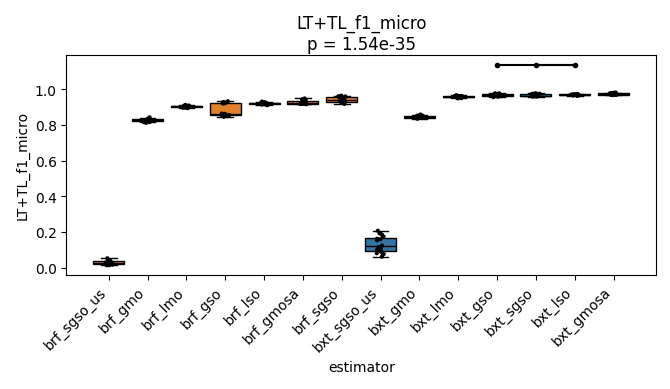 LT+TL_f1_micro
p = 1.54e-35
LT+TL_f1_micro
1.0
0.8
0.6
0.4
0.2
0.0
brf_sgso_us
brf_gmo
brf_lmo
brf_gso
brf_lso
brf_gmosa
brf_sgso
bxt_sgso_us
bxt_gmo
bxt_lmo
bxt_gso
bxt_sgso
bxt_lso
bxt_gmosa
estimator